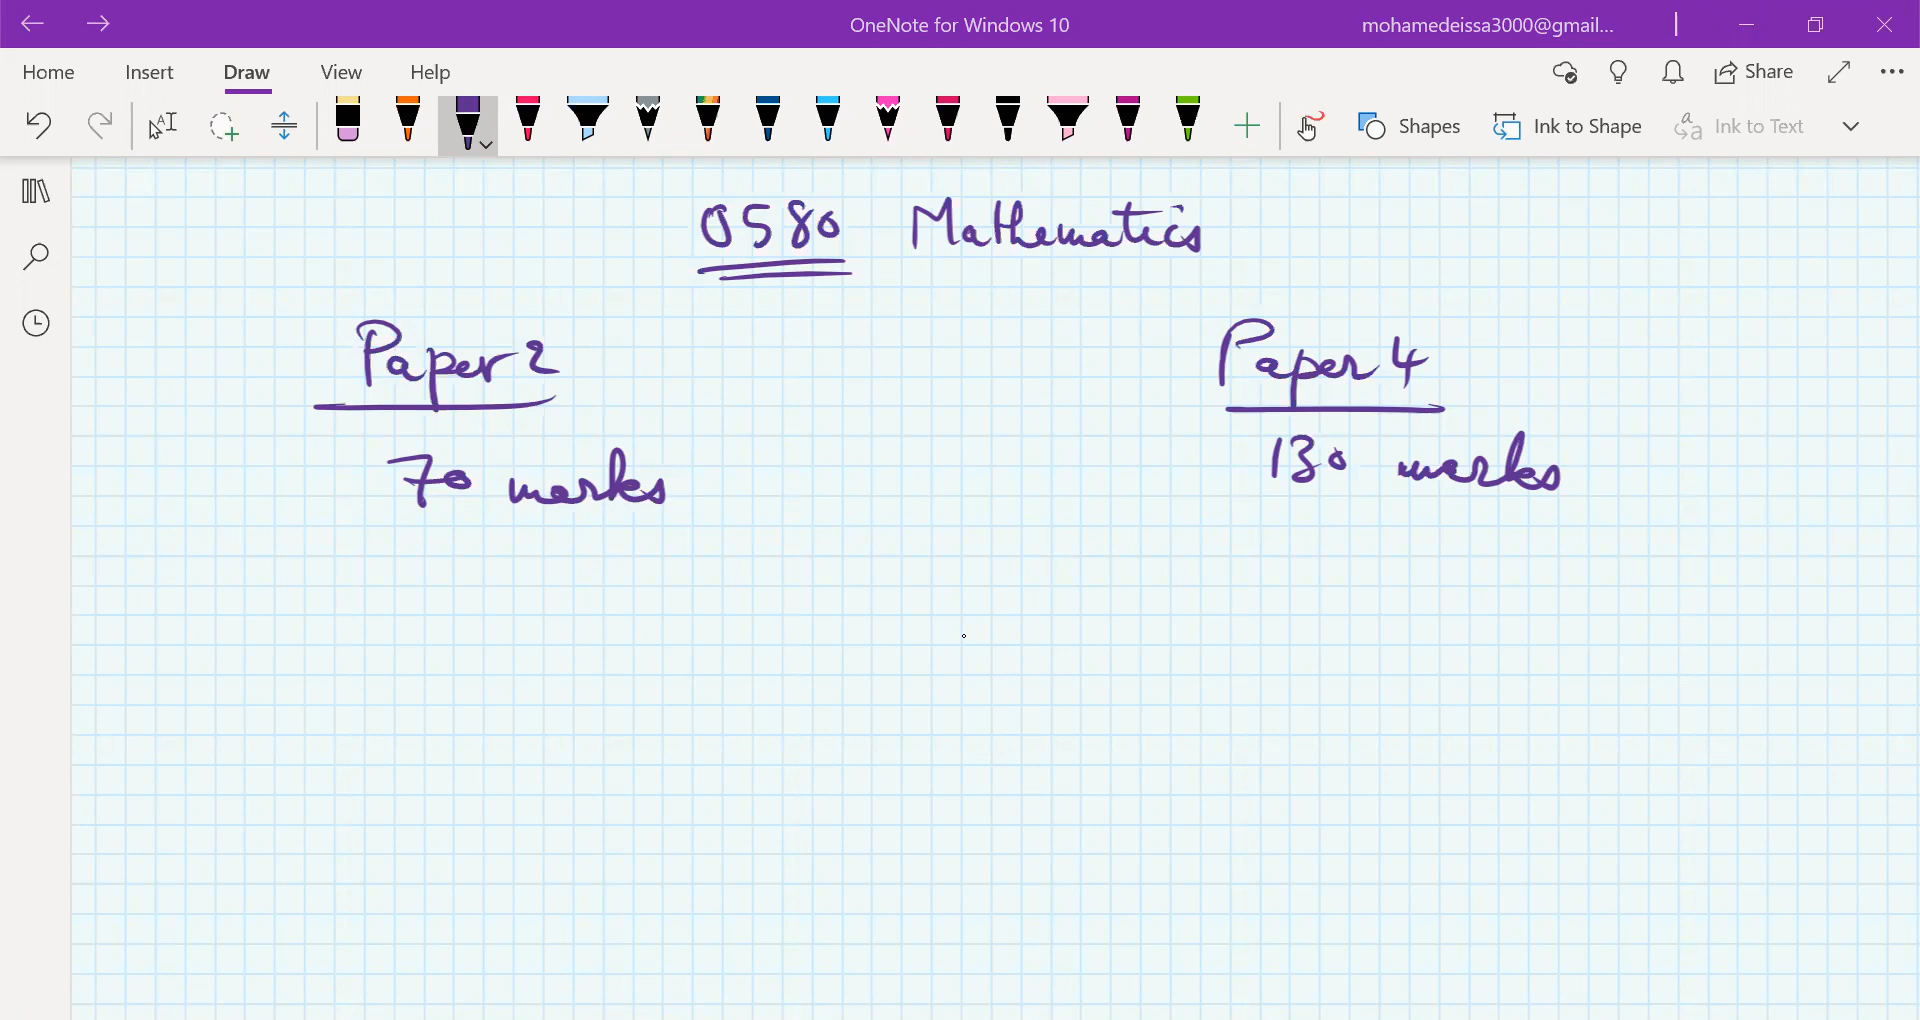 OneNote for Windows 10 mohamedeissa3000@gmail...
Home Insert Draw View Help Share
Shapes Ink to Shape Ink to Text
0580 Mathematics
Paper 2 Paper 4
70 marks 130 marks